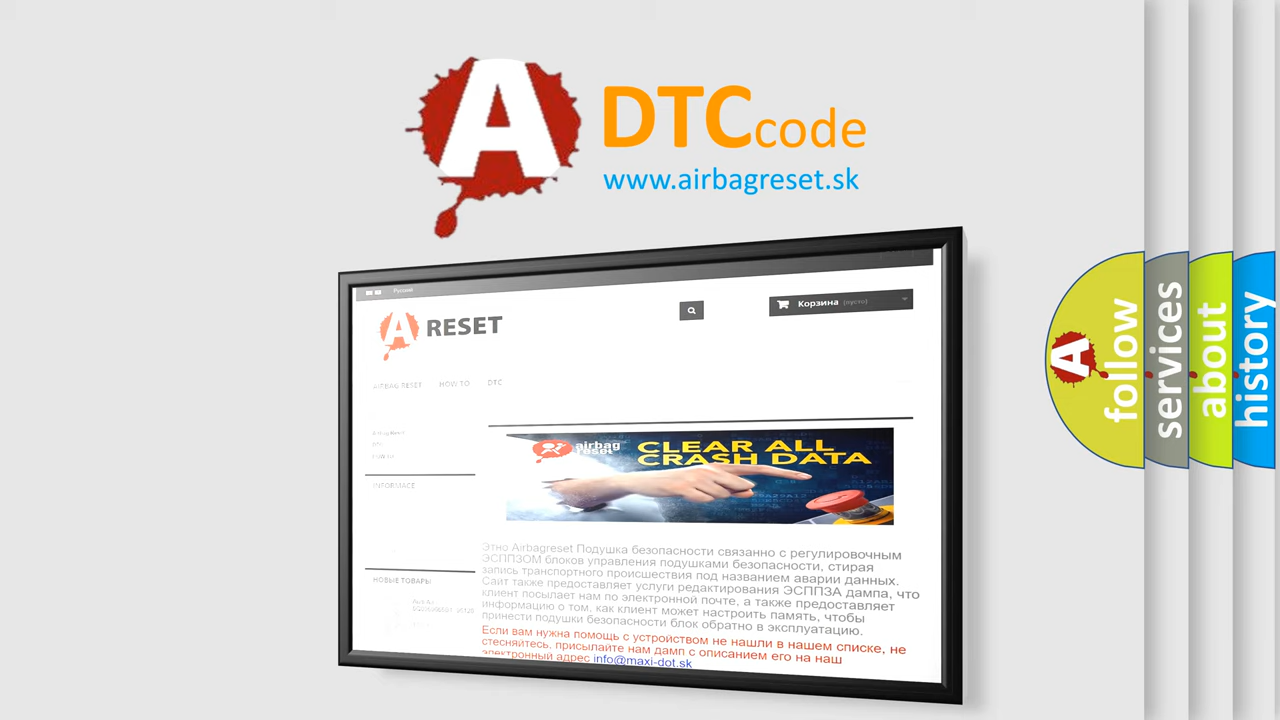 A DTCcode
www.airbagreset.sk
Русский
A RESET
Корзина (пусто)
AIRBAG RESET HOW TO DTC
INFORMACE
airbag
reset
CLEAR ALL
CRASH DATA
Этно Airbagreset Подушка безопасности связанно с регулировочным
ЭСППЗОМ блоков управления подушками безопасности, стирая
запись транспортного происшествия под названием аварии данных.
Сайт также предоставляет услуги редактирования ЭСППЗА дампа, что
клиент посылает нам по электронной почте, а также предоставляет
информацию о том, как клиент может настроить память, чтобы
принести подушки безопасности блок обратно в эксплуатацию.
Если вам нужна помощь с устройством не нашли в нашем списке, не
стесняйтесь, присылайте нам дамп с описанием его на наш
электронный адрес info@maxi-dot.sk
НОВЫЕ ТОВАРЫ
A follow
services
about
history